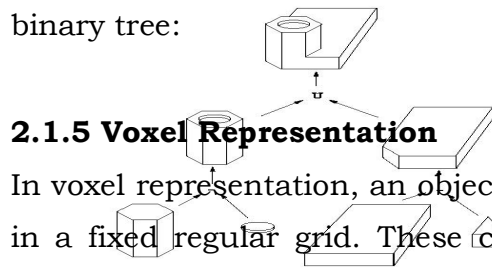 binary tree:
2.1.5 Voxel Representation
In voxel representation, an objec
in a fixed regular grid. These c